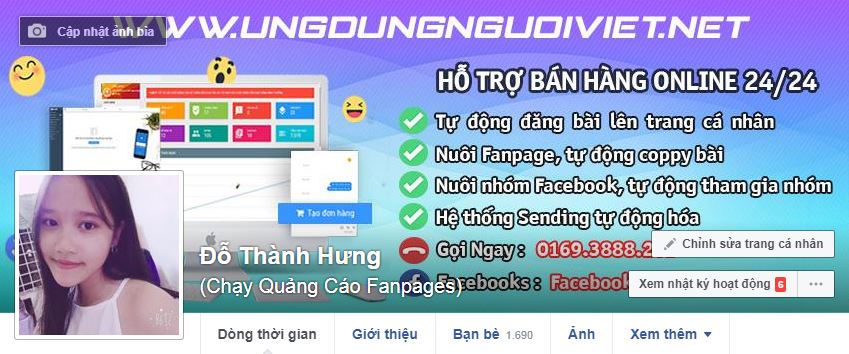 WWW.UNGDUNGNGUOIVIET.NET
Cập nhật ảnh bìa
HỖ TRỢ BÁN HÀNG ONLINE 24/24
Tự động đăng bài lên trang cá nhân
Nuôi Fanpage, tự động coppy bài
Nuôi nhóm Facebook, tự động tham gia nhóm
Hệ thống Sending tự động hóa
Tạo đơn hàng
Gọi Ngay : 0169.3888.2
Chỉnh sửa trang cá nhân
Đỗ Thành Hưng
(Chạy Quảng Cáo Fanpages)
Facebooks : Facebook
Xem nhật ký hoạt động 6 ...
Dòng thời gian Giới thiệu Bạn bè 1.690 Ảnh Xem thêm